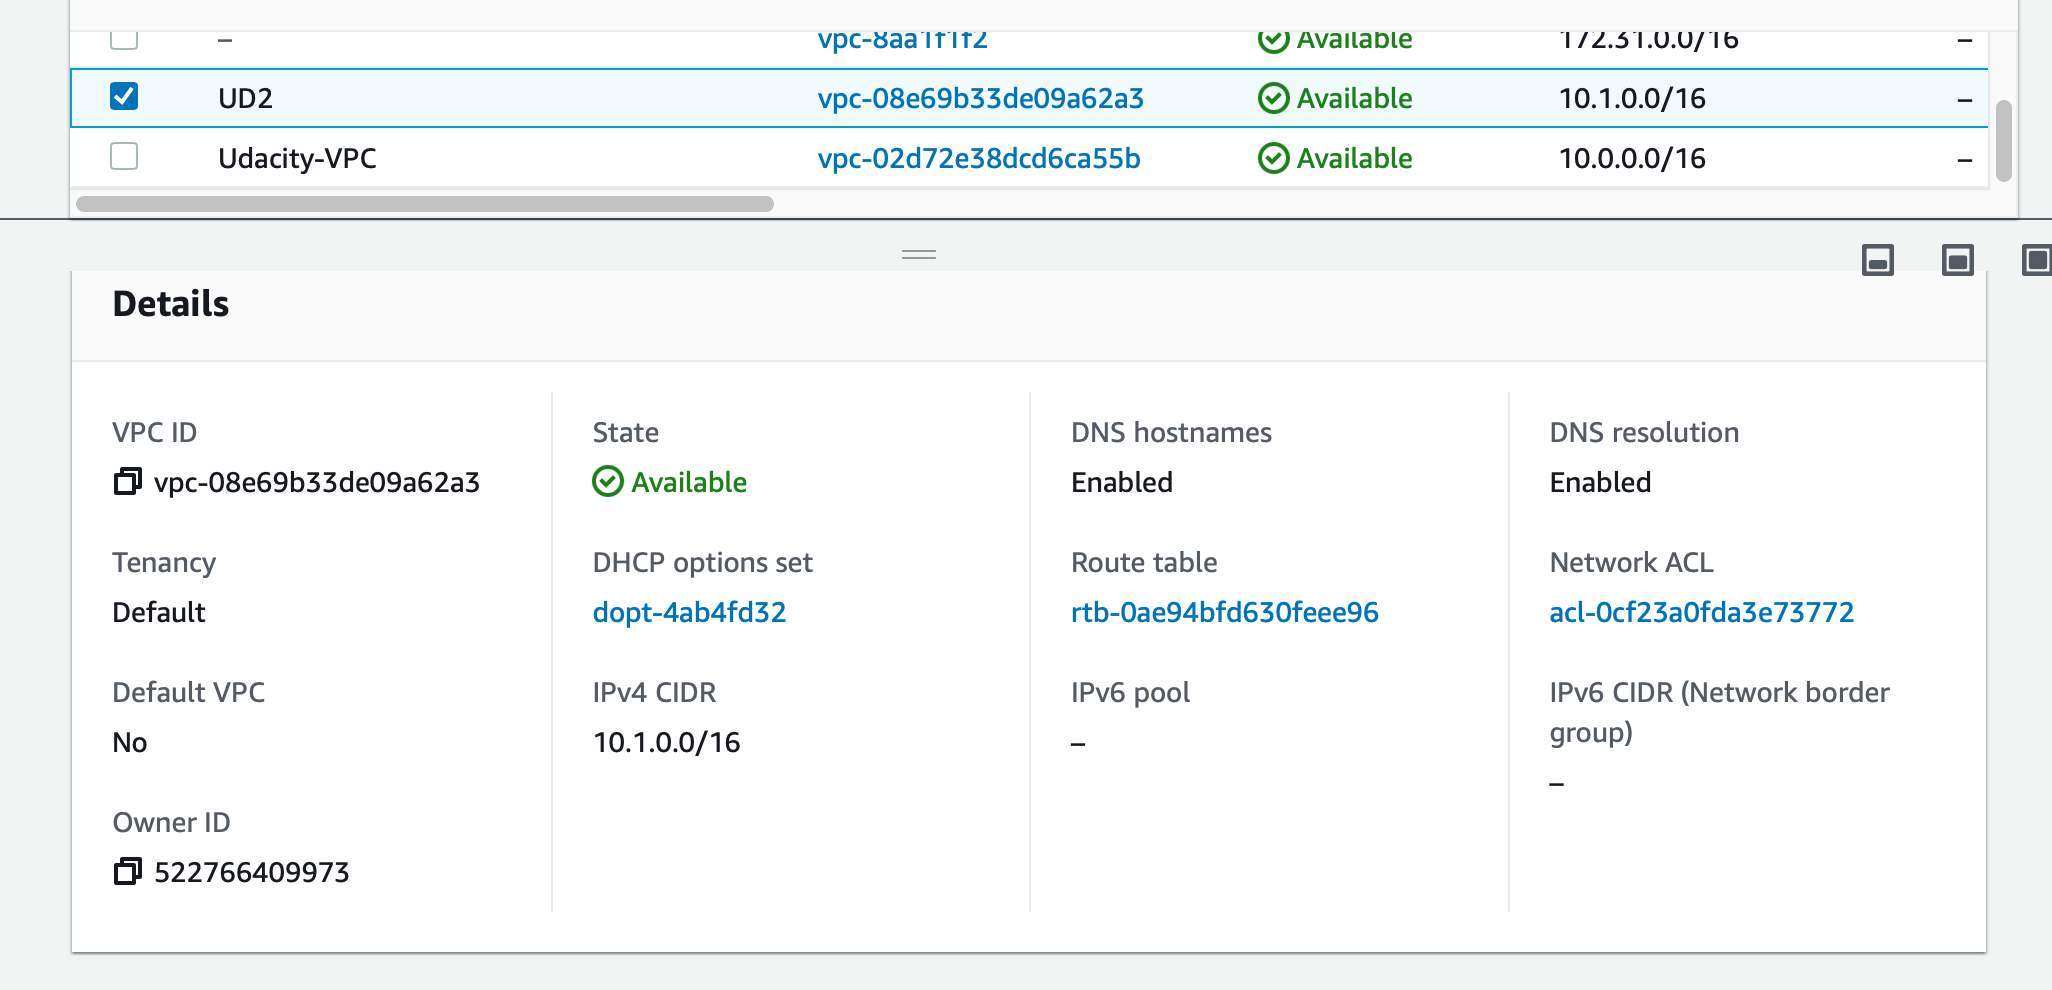 – vpc-8aa1f1f2 Available 172.31.0.0/16 –
UD2 vpc-08e69b33de09a62a3 Available 10.1.0.0/16 –
Udacity-VPC vpc-02d72e38dcd6ca55b Available 10.0.0.0/16 –
Details
VPC ID
vpc-08e69b33de09a62a3
State
Available
DNS hostnames
Enabled
DNS resolution
Enabled
Tenancy
Default
DHCP options set
dopt-4ab4fd32
Route table
rtb-0ae94bfd630feee96
Network ACL
acl-0cf23a0fda3e73772
Default VPC
No
IPv4 CIDR
10.1.0.0/16
IPv6 pool
–
IPv6 CIDR (Network border
group)
–
Owner ID
522766409973